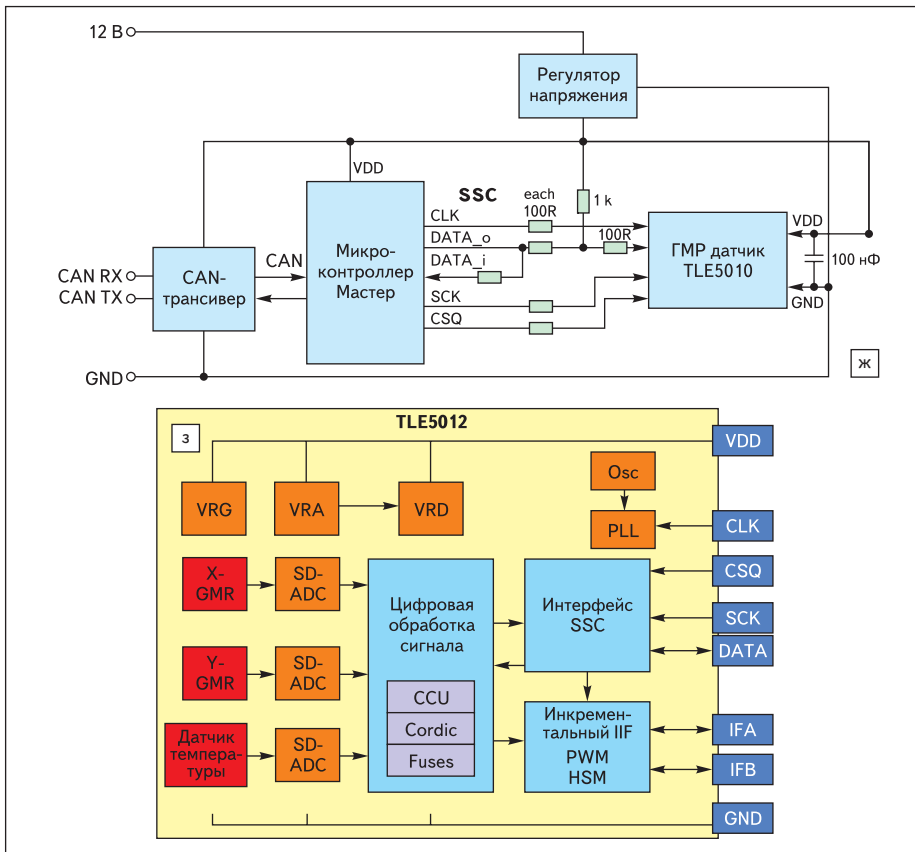 12 В
Регулятор
напряжения
VDD
SSC
each
100R
1 k
CLK
DATA_o
100R
DATA_i
SCK
CSQ
Микро-
контроллер
Мастер
CAN
CAN RX
CAN TX
CAN-
трансивер
ГМР датчик
TLE5010
VDD
100 нФ
GND
GND
ж
TLE5012
з
VDD
VRG
VRA
VRD
Osc
PLL
CLK
X-
GMR
SD-
ADC
Цифровая
обработка
сигнала
Интерфейс
SSC
CSQ
SCK
DATA
Y-
GMR
SD-
ADC
CCU
Cordic
Fuses
Датчик
темпера-
туры
SD-
ADC
Инкремен-
тальный IIF
PWM
HSM
IFA
IFB
GND